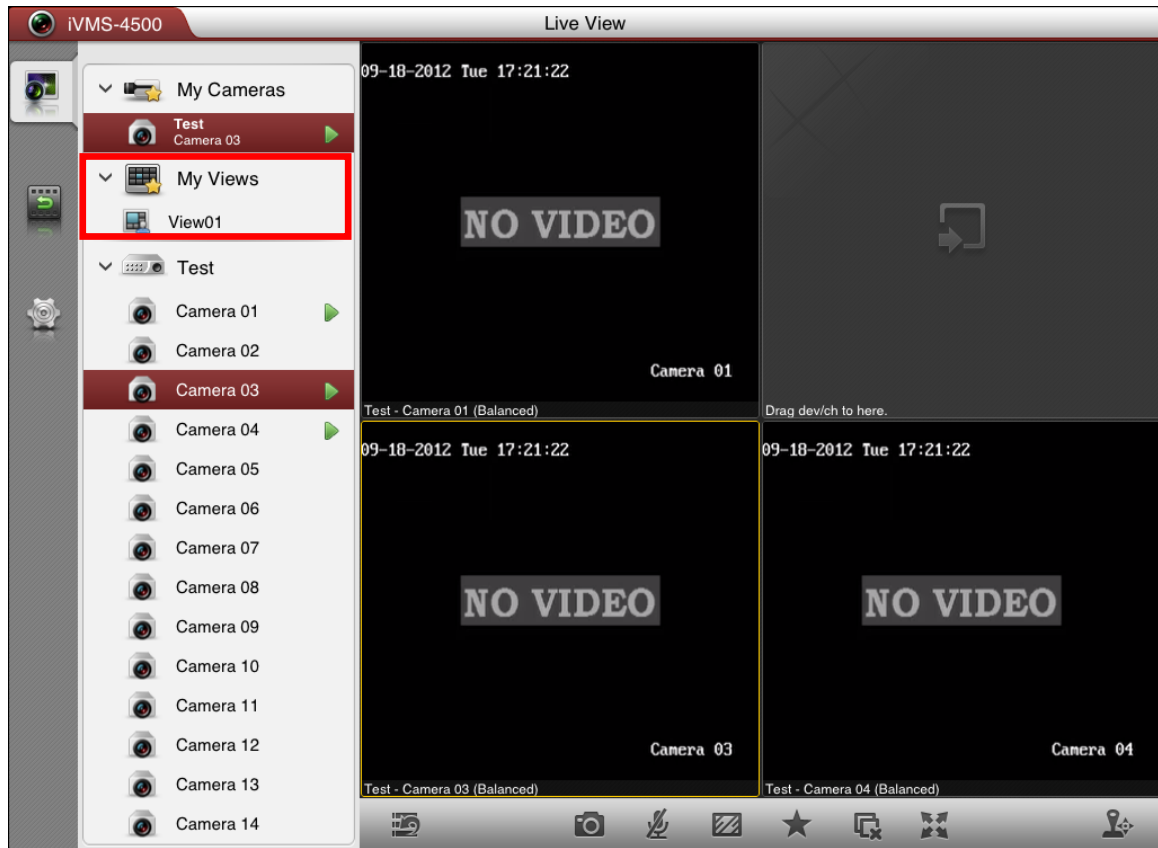 iVMS-4500
Live View
My Cameras
Test
Camera 03
My Views
View01
Test
Camera 01
Camera 02
Camera 03
Camera 04
Camera 05
Camera 06
Camera 07
Camera 08
Camera 09
Camera 10
Camera 11
Camera 12
Camera 13
Camera 14
09-18-2012 Tue 17:21:22
NO VIDEO
Camera 01
Test - Camera 01 (Balanced)
Drag dev/ch to here.
09-18-2012 Tue 17:21:22
NO VIDEO
Camera 03
Test - Camera 03 (Balanced)
09-18-2012 Tue 17:21:22
NO VIDEO
Camera 04
Test - Camera 04 (Balanced)